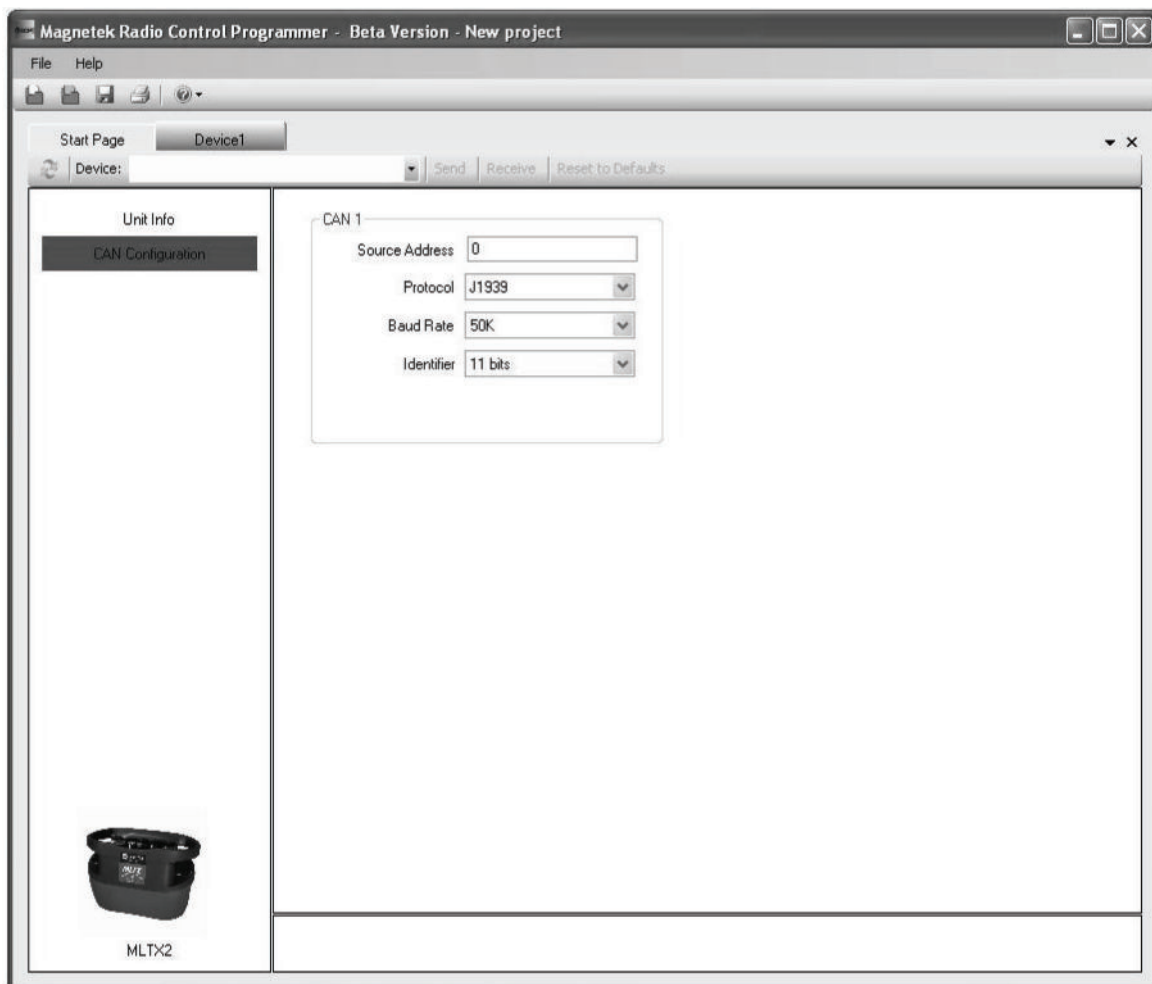 Magnetek Radio Control Programmer - Beta Version - New project
File Help
Start Page Device1
Device: Send Receive Reset to Defaults
Unit Info
CAN Configuration
CAN 1
Source Address 0
Protocol J1939
Baud Rate 50K
Identifier 11 bits
MLTX
MLTX2